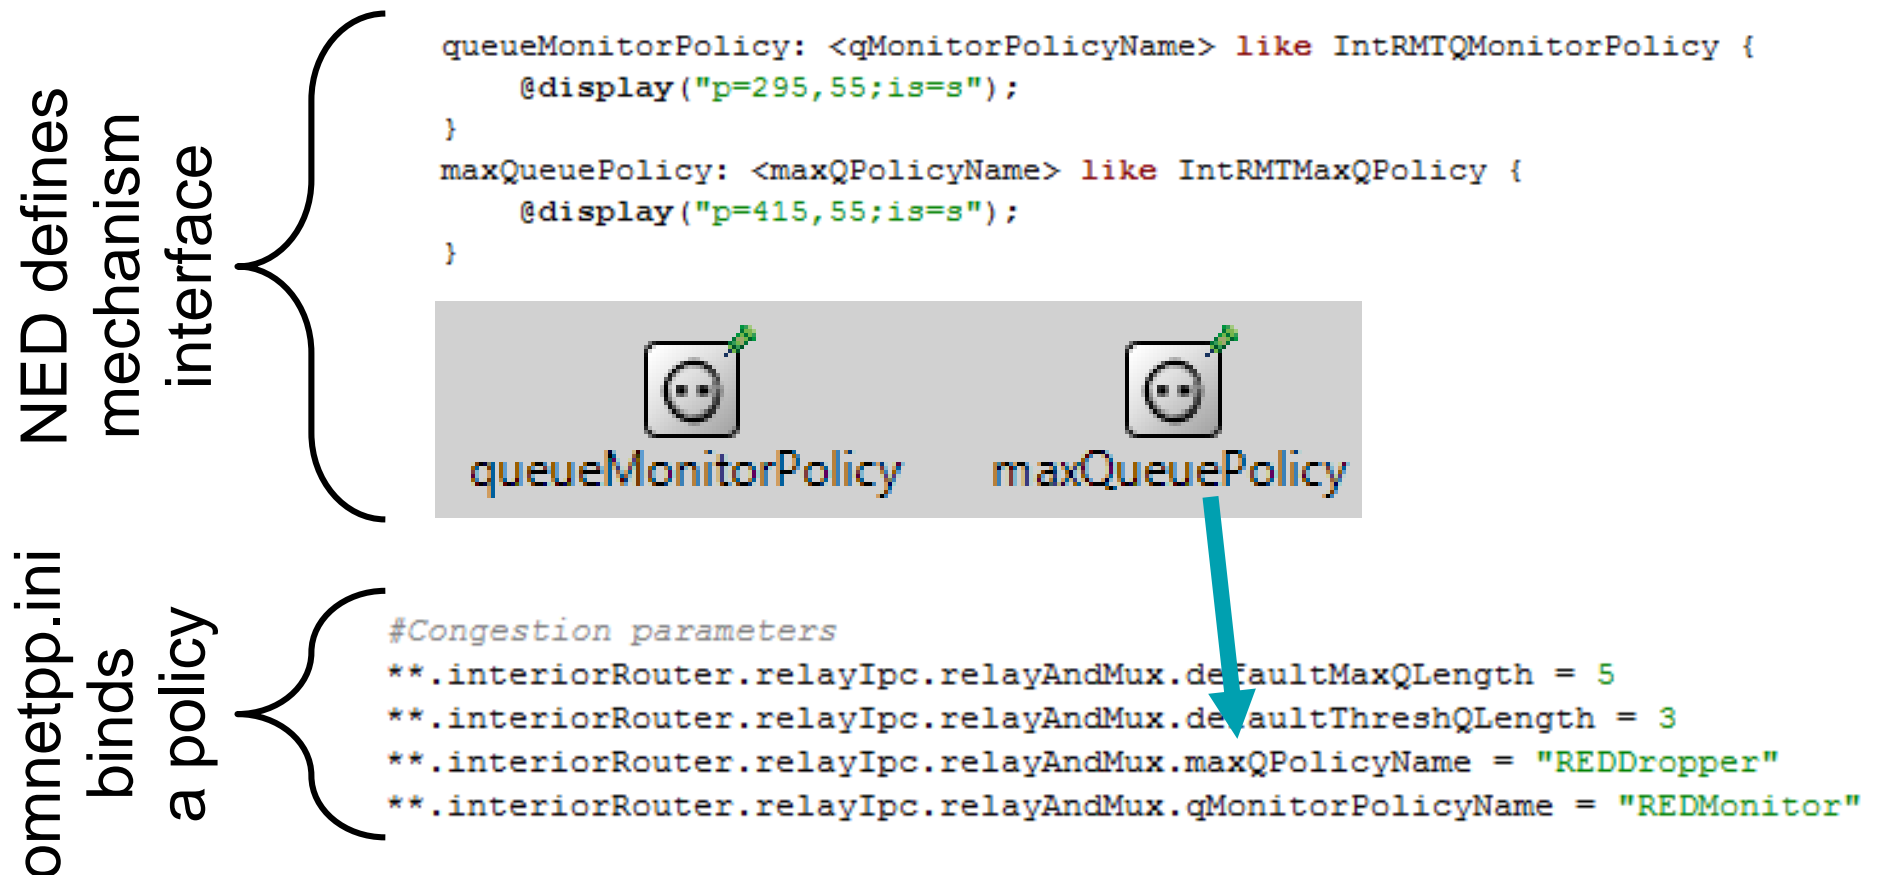 NED defines
mechanism
interface
queueMonitorPolicy: <qMonitorPolicyName> like IntRMTQMonitorPolicy {
@display("p=295,55;is=s");
}
maxQueuePolicy: <maxQPolicyName> like IntRMTMaxQPolicy {
@display("p=415,55;is=s");
}
queueMonitorPolicy
maxQueuePolicy
omnetpp.ini
binds
a policy
#Congestion parameters
**.interiorRouter.relayIpc.relayAndMux.defaultMaxQLength = 5
**.interiorRouter.relayIpc.relayAndMux.defaultThreshQLength = 3
**.interiorRouter.relayIpc.relayAndMux.maxQPolicyName = "REDDropper"
**.interiorRouter.relayIpc.relayAndMux.qMonitorPolicyName = "REDMonitor"